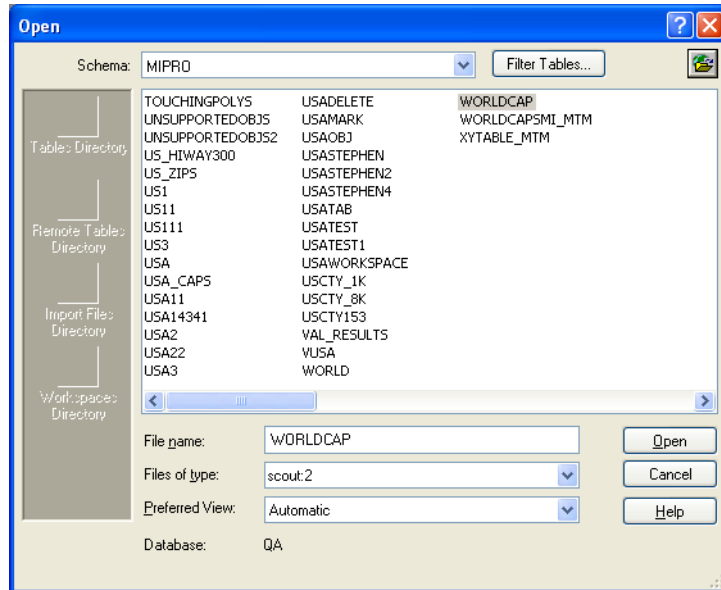 Open
Schema: MIPRO Filter Tables...
Tables Directory
Remote Tables
Directory
Import Files
Directory
Workspaces
Directory
TOUCHINGPOLYS
UNSUPPORTEDOBJS
UNSUPPORTEDOBJS2
US_HIWAY300
US_ZIPS
US1
US11
US111
US3
USA
USA_CAPS
USA11
USA14341
USA2
USA22
USA3
USADELETE
USAMARK
USAOBJ
USASTEPHEN
USASTEPHEN2
USASTEPHEN4
USATAB
USATEST
USATEST1
USAWORKSPACE
USCTY_1K
USCTY_8K
USCTY153
VAL_RESULTS
VUSA
WORLD
WORLDCAP
WORLDCAPSMI_MTM
XYTABLE_MTM
File name: WORLDCAP Open
Files of type: scout:2 Cancel
Preferred View: Automatic Help
Database: QA